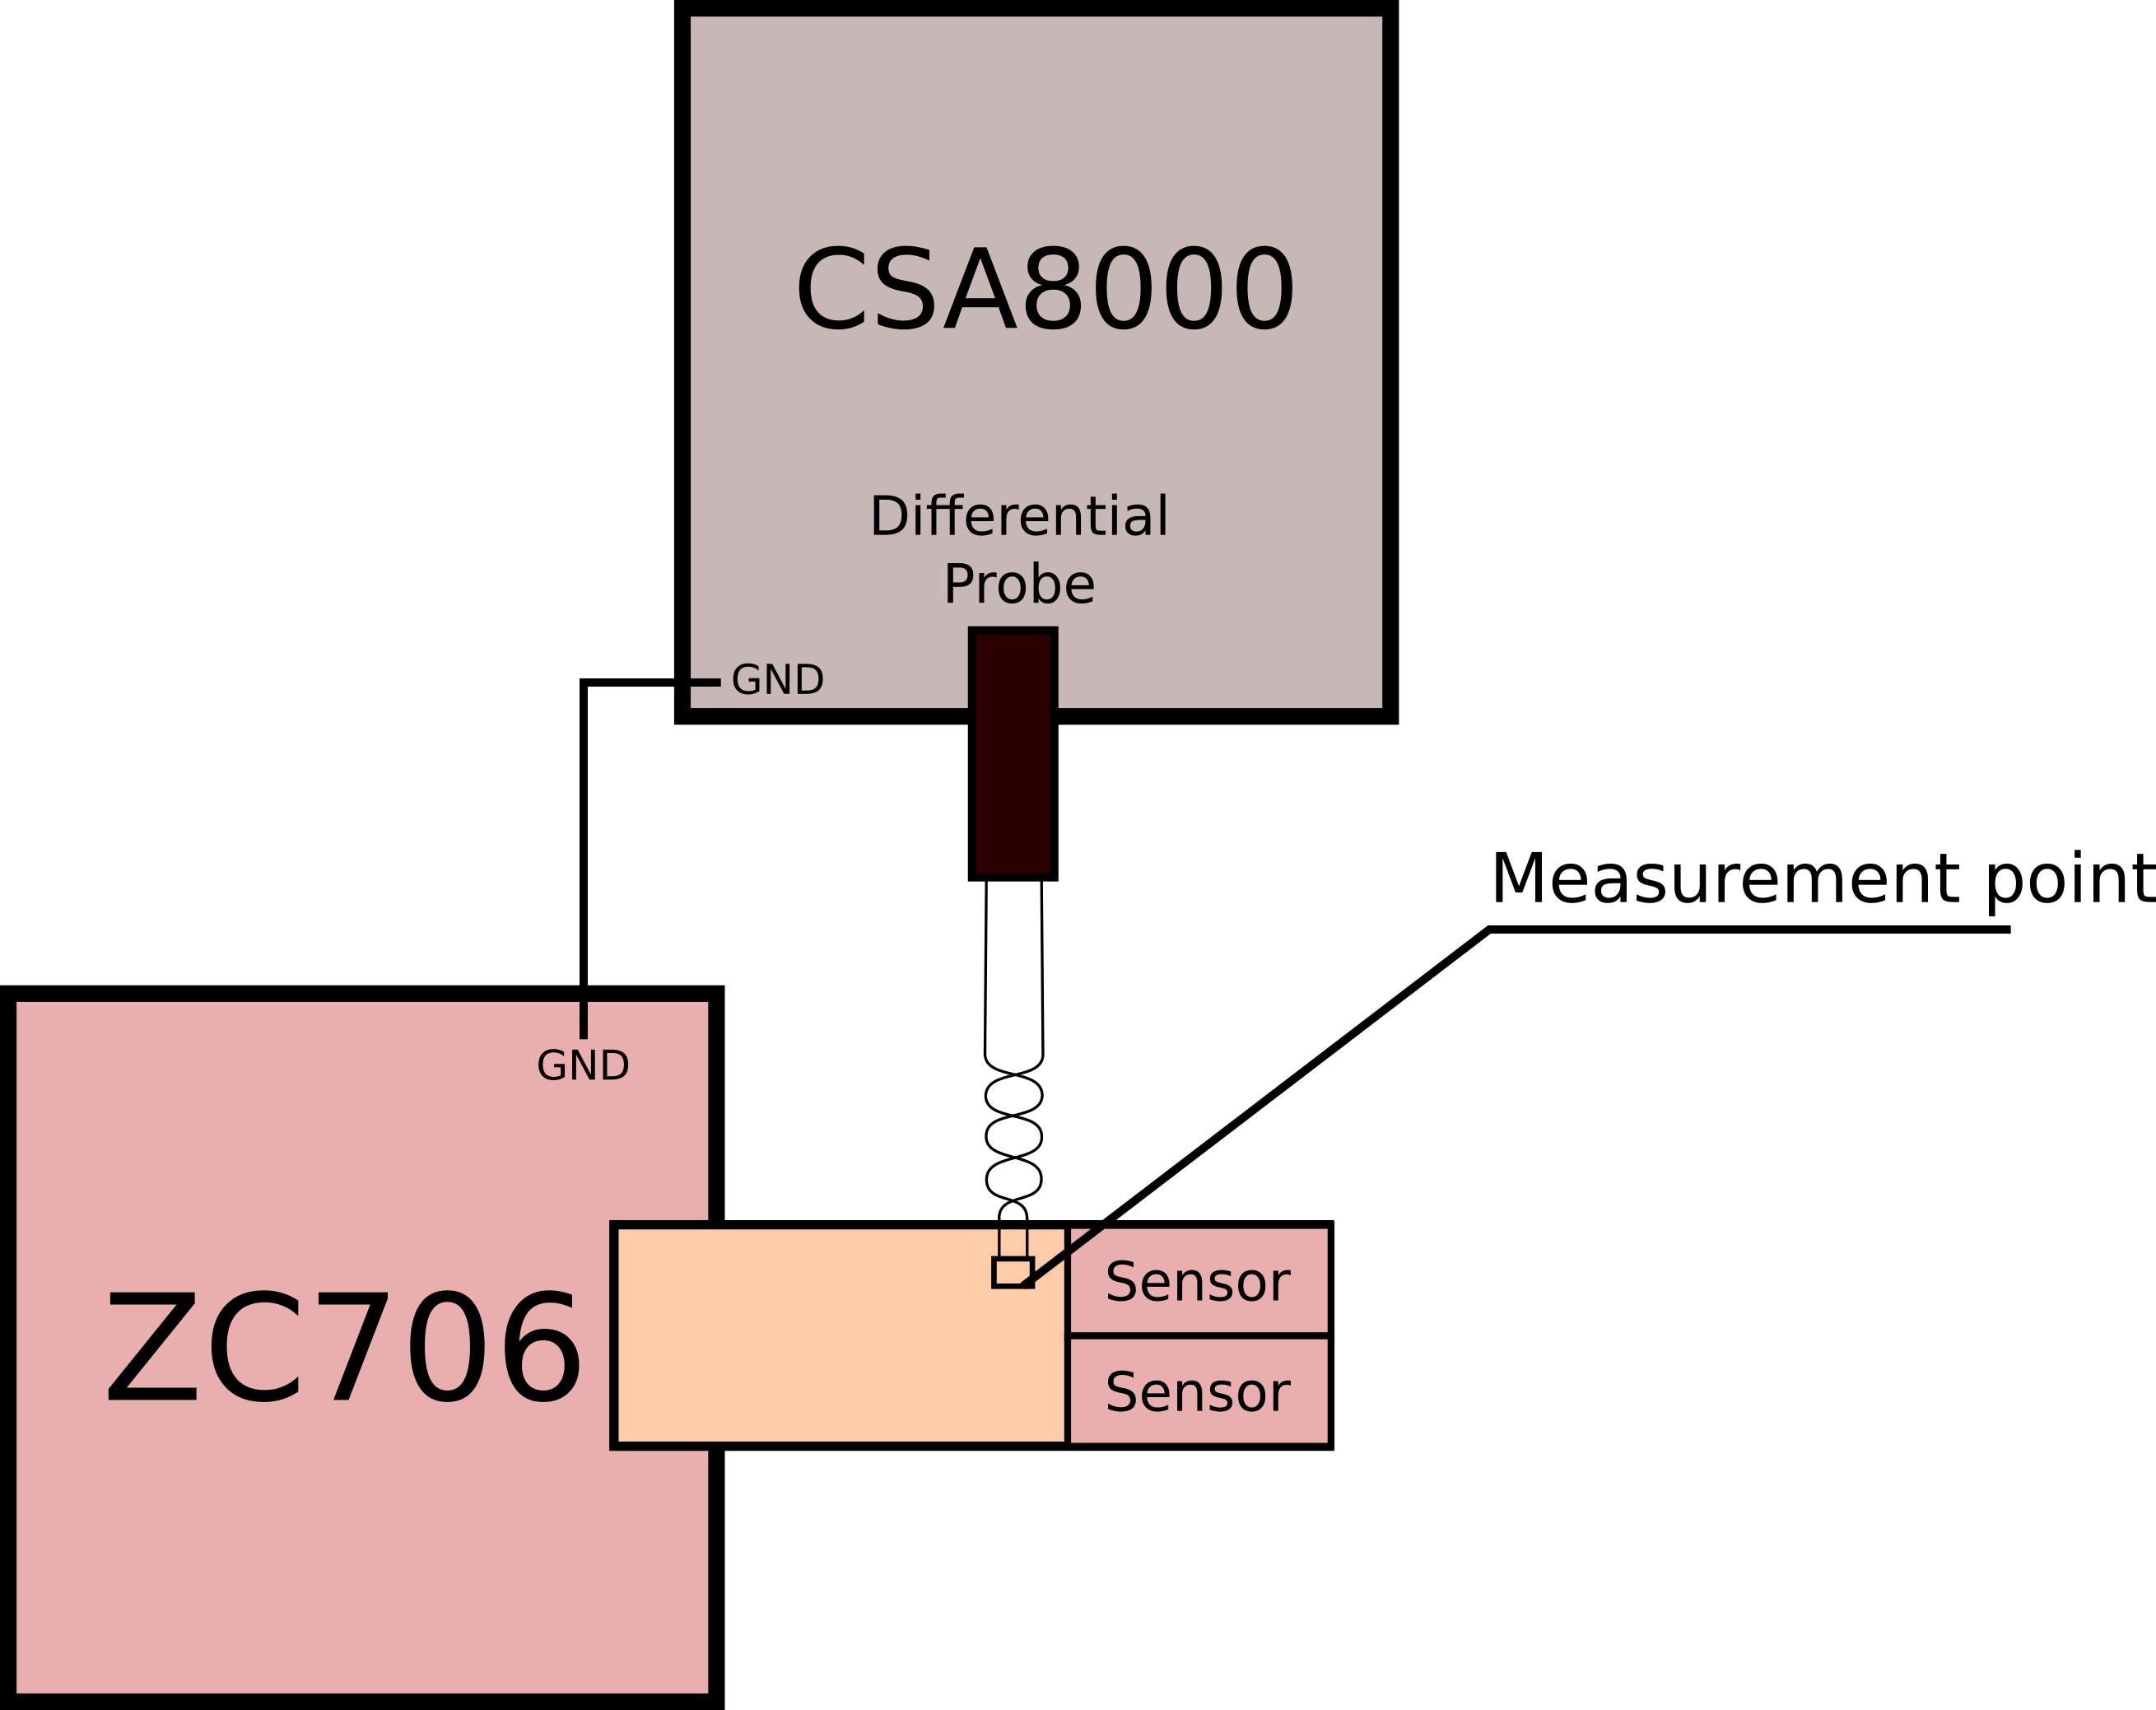 CSA8000
Differential
Probe
GND
Measurement point
GND
Sensor
ZC706
Sensor